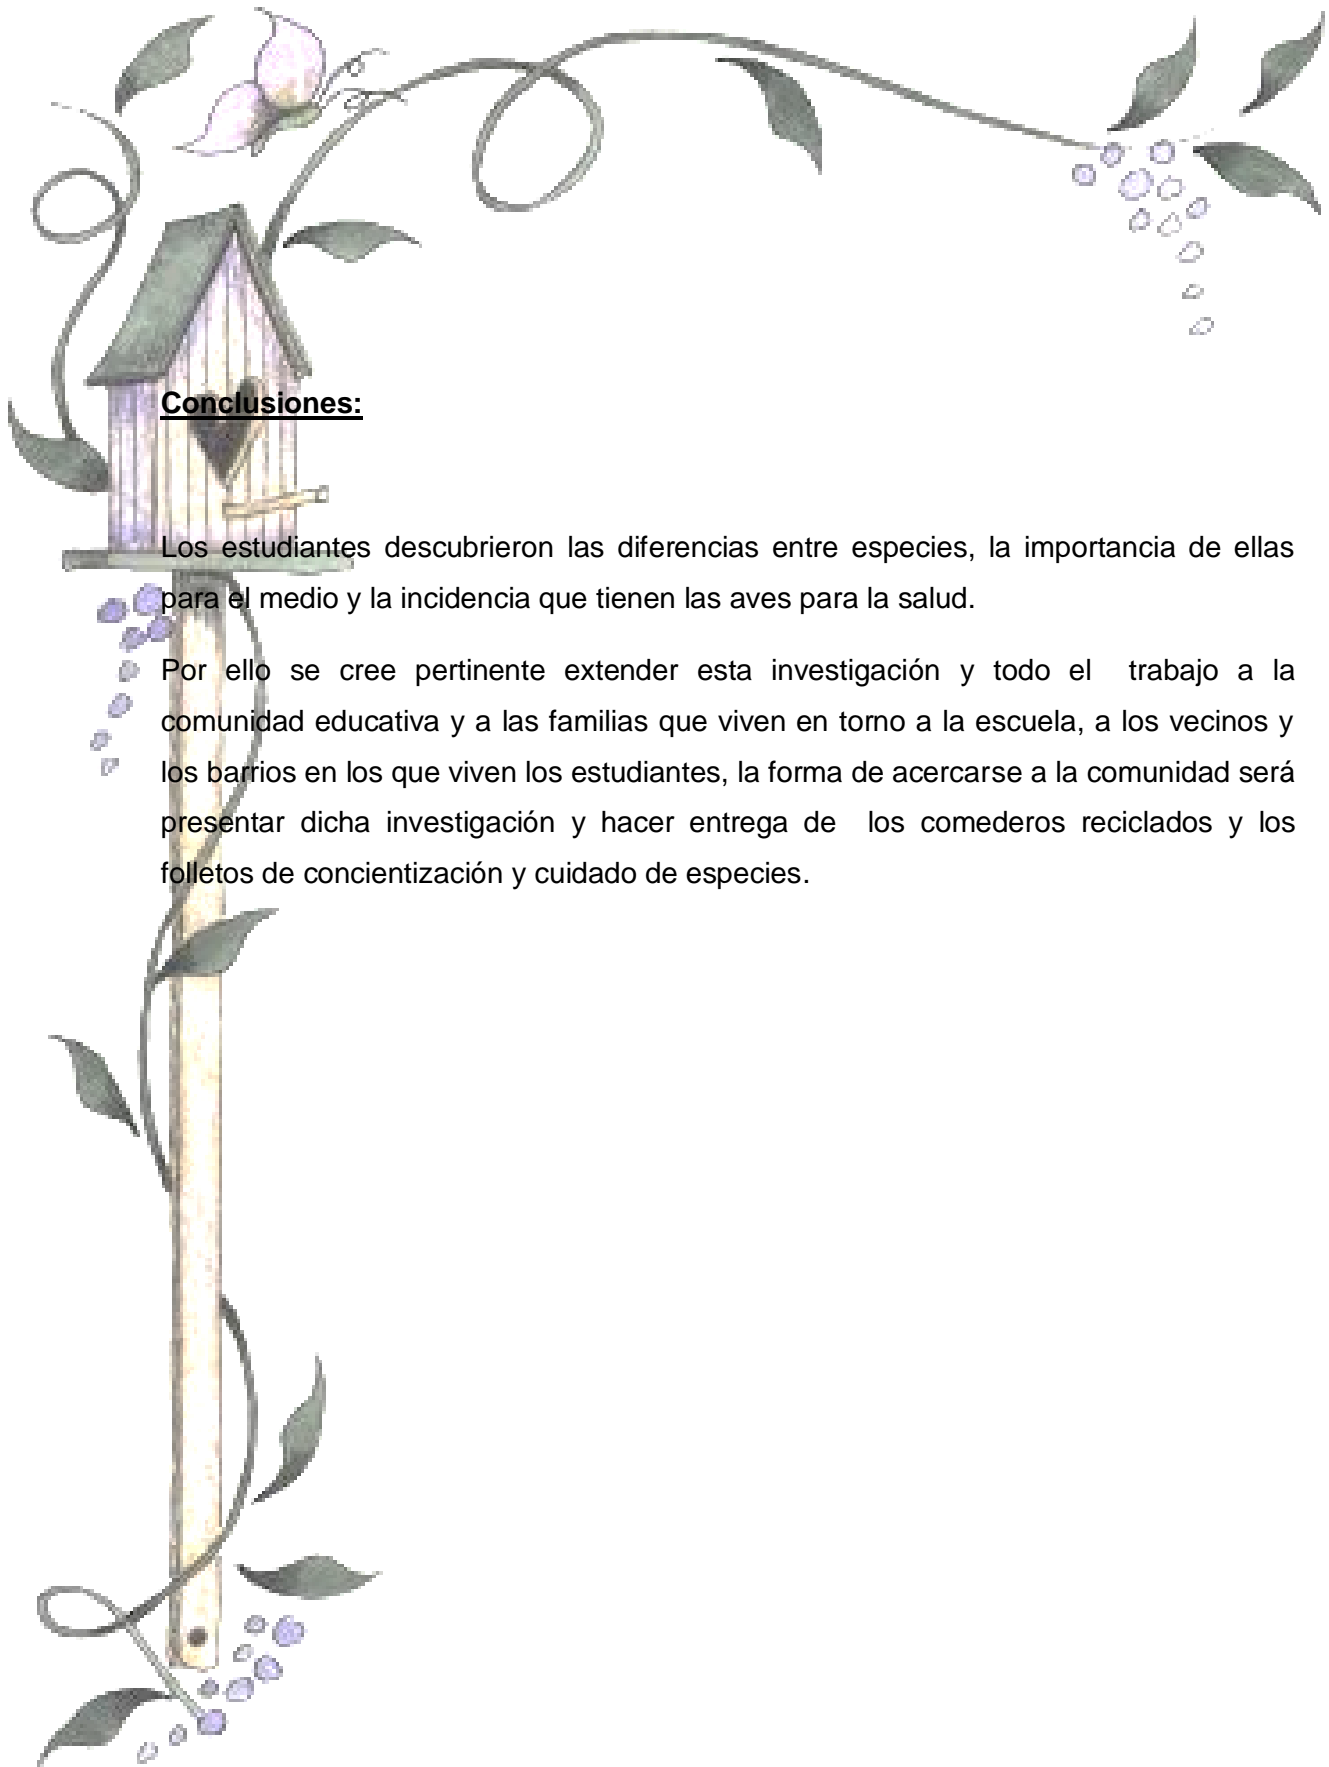 Conclusiones:
Los estudiantes descubrieron las diferencias entre especies, la importancia de ellas
para el medio y la incidencia que tienen las aves para la salud.
Por ello se cree pertinente extender esta investigación y todo el trabajo a la
comunidad educativa y a las familias que viven en torno a la escuela, a los vecinos y
los barrios en los que viven los estudiantes, la forma de acercarse a la comunidad será
presentar dicha investigación y hacer entrega de los comederos reciclados y los
folletos de concientización y cuidado de especies.